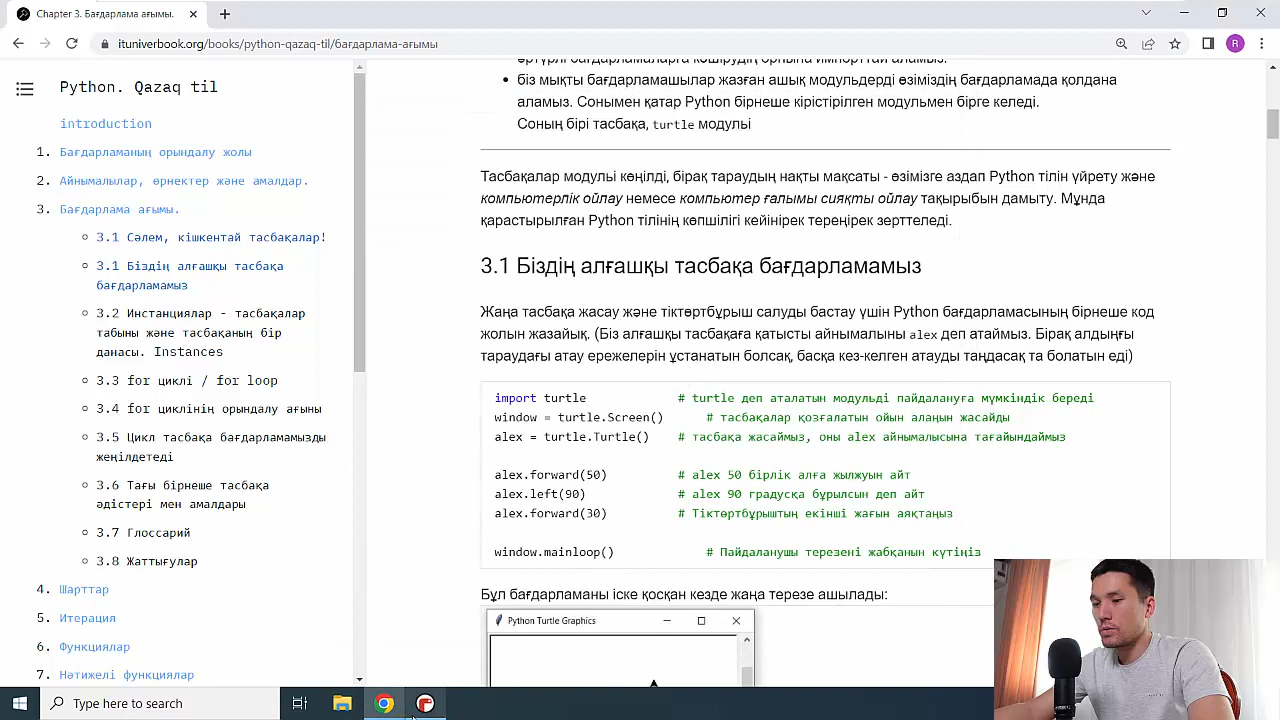 Chapter 3. Бағдарлама ағымы.
ituniverbook.org/books/python-qazaq-til/бағдарлама-ағымы
R
Python. Qazaq til
introduction
1. Бағдарламаның орындалу жолы
2. Айнымалылар, өрнектер және амалдар.
3. Бағдарлама ағымы.
3.1 Сәлем, кішкентай тасбақалар!
3.1 Біздің алғашқы тасбақа
бағдарламамыз
3.2 Инстанциялар - тасбақалар
табыны және тасбақаның бір
данасы. Instances
3.3 for циклі / for loop
3.4 for циклінің орындалу ағыны
3.5 Цикл тасбақа бағдарламамызды
жеңілдетеді
3.6 Тағы бірнеше тасбақа
әдістері мен амалдары
3.7 Глоссарий
3.8 Жаттығулар
4. Шарттар
5. Итерация
6. Функциялар
7. Нәтижелі функциялар
әртүрлі бағдарламаларға көшірудің орнына импорттай аламыз.
• біз мықты бағдарламашылар жазған ашық модульдерді өзіміздің бағдарламада қолдана
аламыз. Сонымен қатар Python бірнеше кірістірілген модульмен бірге келеді.
Соның бірі тасбақа, turtle модулі
Тасбақалар модулі көңілді, бірақ тараудың нақты мақсаты - өзімізге аздап Python тілін үйрету және
компьютерлік ойлау немесе компьютер ғалымы сияқты ойлау тақырыбын дамыту. Мұнда
қарастырылған Python тілінің көпшілігі кейінірек тереңірек зерттеледі.
3.1 Біздің алғашқы тасбақа бағдарламамыз
Жаңа тасбақа жасау және тіктөртбұрыш салуды бастау үшін Python бағдарламасының бірнеше код
жолын жазайық. (Біз алғашқы тасбақаға қатысты айнымалыны alex деп атаймыз. Бірақ алдыңғы
тараудағы атау ережелерін ұстанатын болсақ, басқа кез-келген атауды таңдасақ та болатын еді)
import turtle # turtle деп аталатын модульді пайдалануға мүмкіндік береді
window = turtle.Screen() # тасбақалар қозғалатын ойын алаңын жасайды
alex = turtle.Turtle() # тасбақа жасаймыз, оны alex айнымалысына тағайындаймыз
alex.forward(50) # alex 50 бірлік алға жылжуын айт
alex.left(90) # alex 90 градусқа бұрылсын деп айт
alex.forward(30) # Тіктөртбұрыштың екінші жағын аяқтаңыз
window.mainloop() # Пайдаланушы терезені жабқанын күтіңіз
Бұл бағдарламаны іске қосқан кезде жаңа терезе ашылады:
Python Turtle Graphics
Type here to search